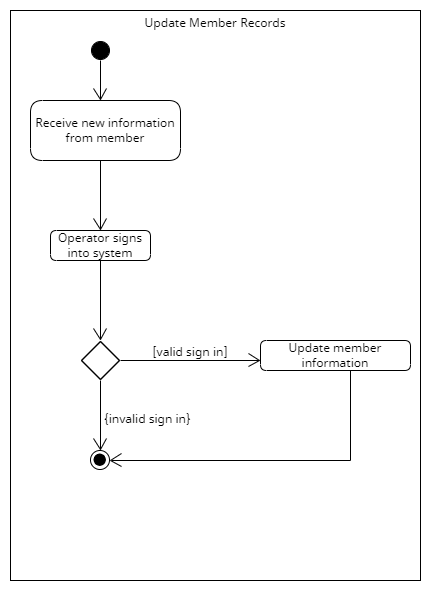 Update Member Records
Receive new information
from member
Operator signs
into system
[valid sign in]
Update member
information
{invalid sign in}